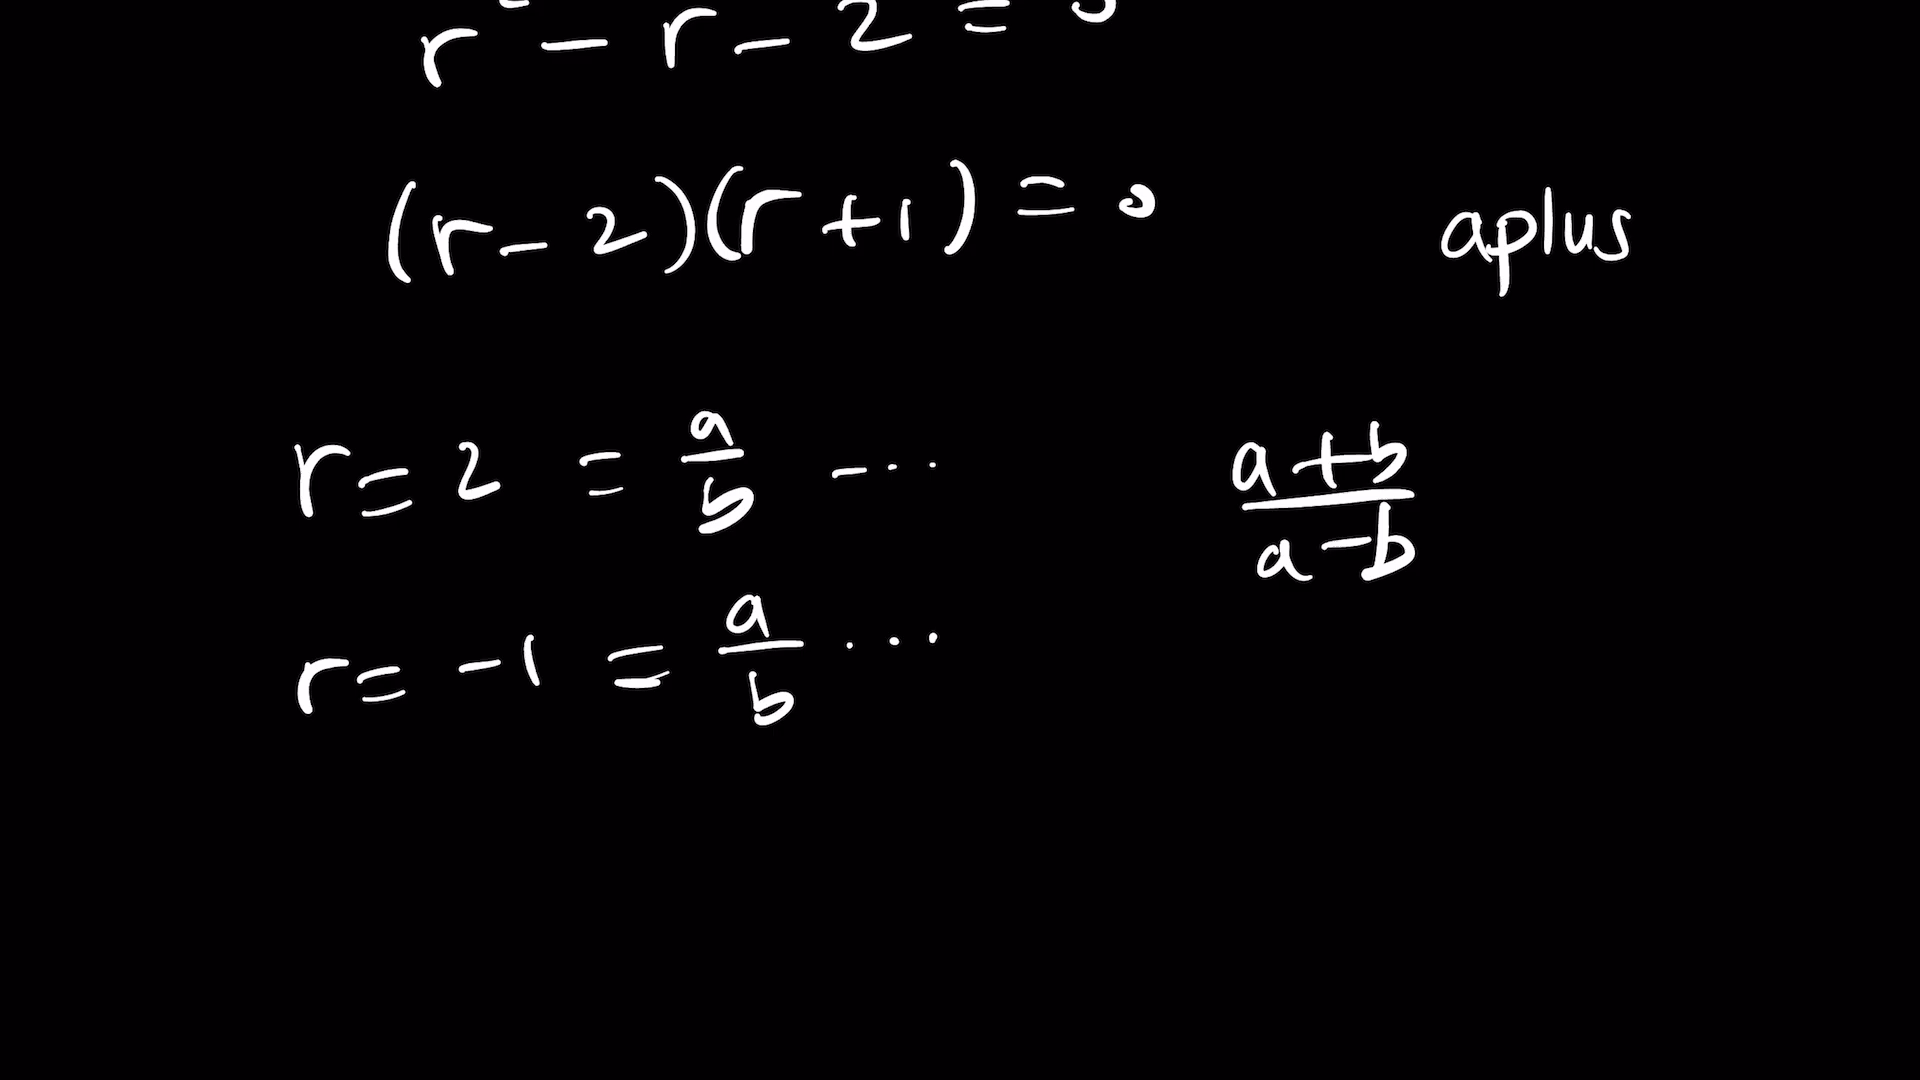 r² - r - 2 = 0
(r - 2)(r + 1) = 0
aplus
r = 2 = a/b ...
a + b / a - b
r = -1 = a/b ...